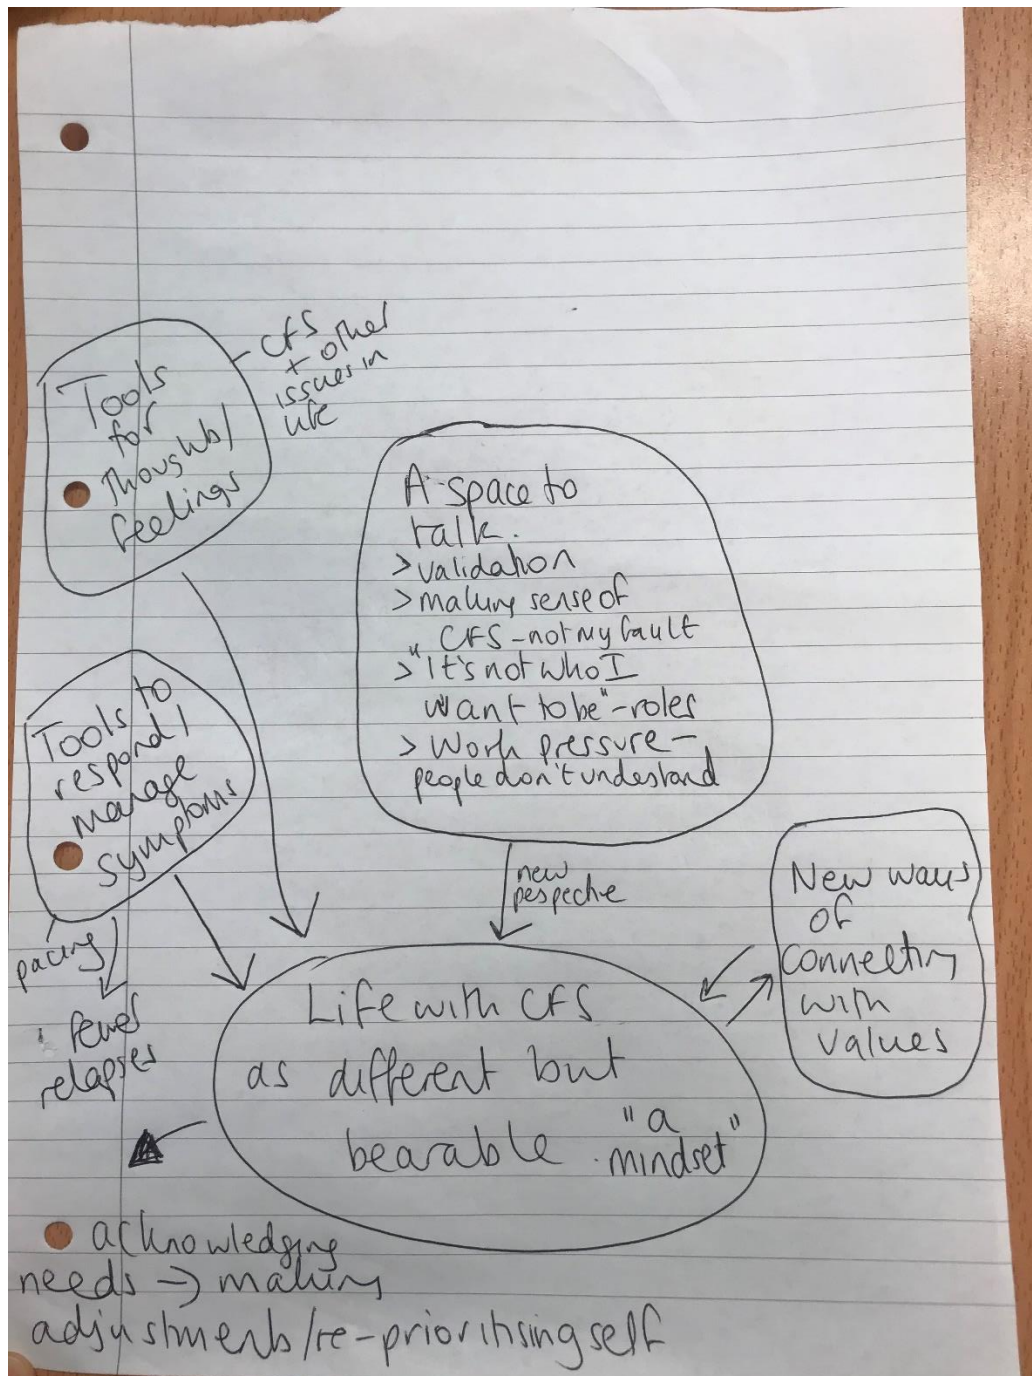 Tools
for
thoughts/
feelings
- CFS
+ other
issues in
life
A space to
talk.
> validation
> making sense of
CFS - not my fault
> "It's not who I
want to be" - roles
> Work pressure -
people don't undestand
Tools to
respond /
manage
symptoms
pacing
fewer
relapses
new
pespective
New ways
of
connecting
with
values
Life with CFS
as different but
bearable. "a
mindset"
acknowledging
needs → making
adjustments/re-prioritising self